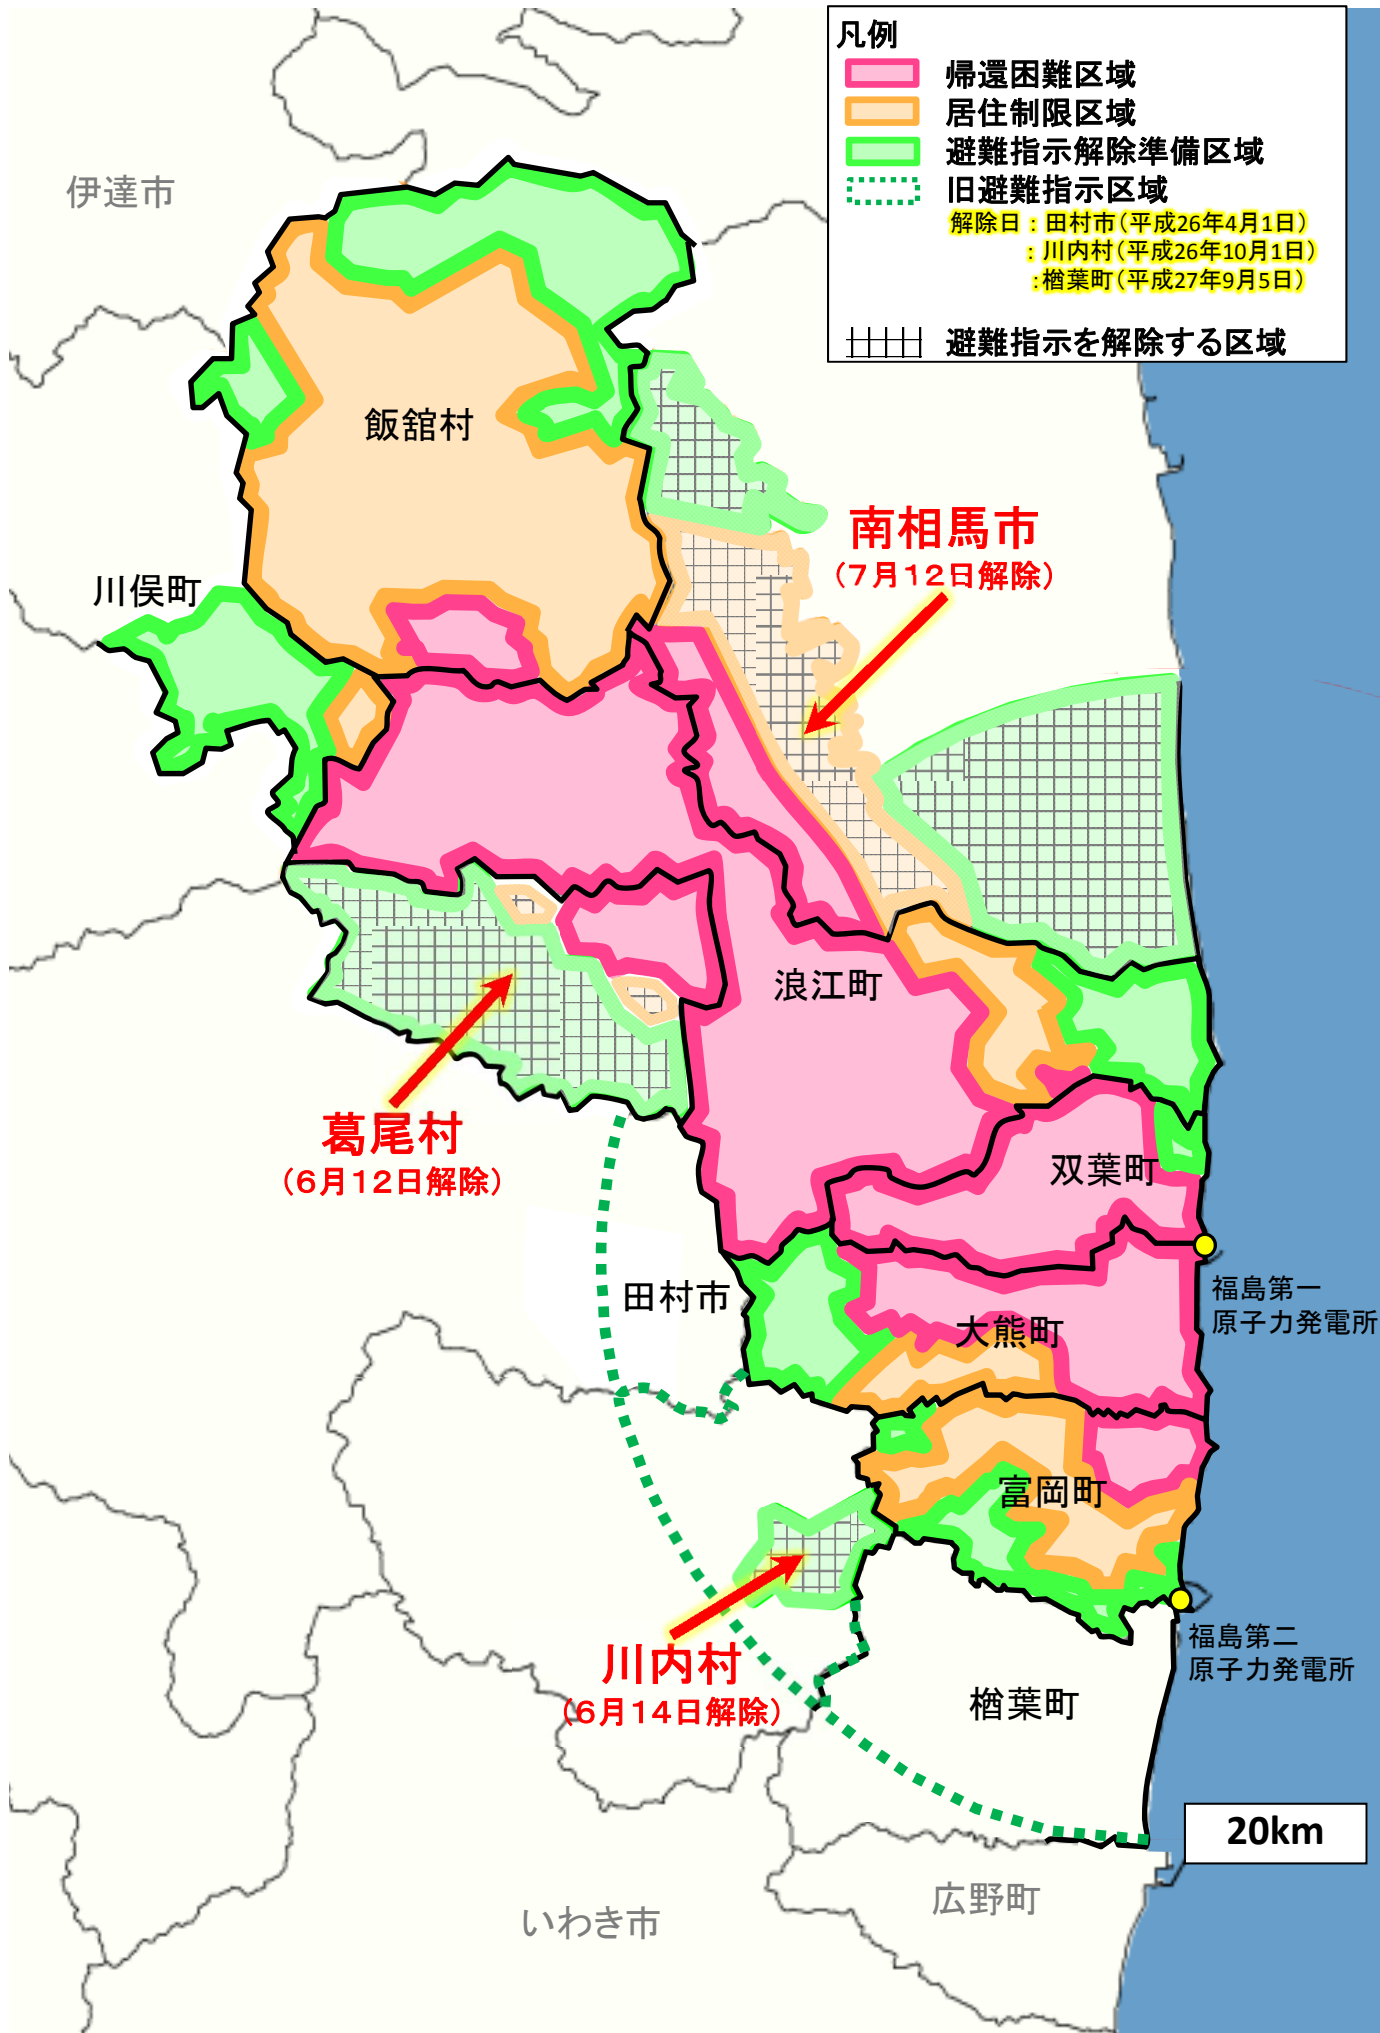 凡例
帰還困難区域
居住制限区域
避難指示解除準備区域
旧避難指示区域
解除日：田村市（平成26年4月1日）
：川内村（平成26年10月1日）
：楢葉町（平成27年9月5日）
避難指示を解除する区域
伊達市
飯舘村
南相馬市
（７月１２日解除）
川俣町
浪江町
葛尾村
（６月１２日解除）
双葉町
田村市
福島第一
原子力発電所
大熊町
富岡町
川内村
（６月１４日解除）
福島第二
原子力発電所
楢葉町
20km
広野町
いわき市